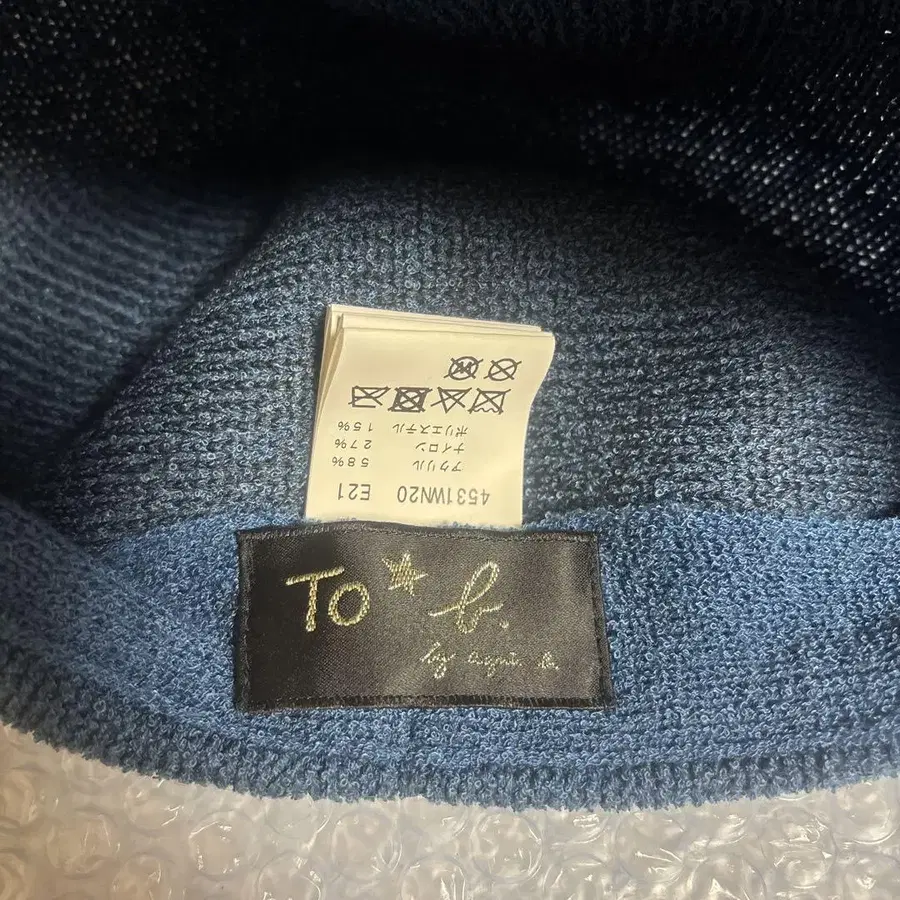 4531WN20 E21
アクリル 58%
ナイロン 27%
ポリエステル 15%
W
To★b.
by agnès b.